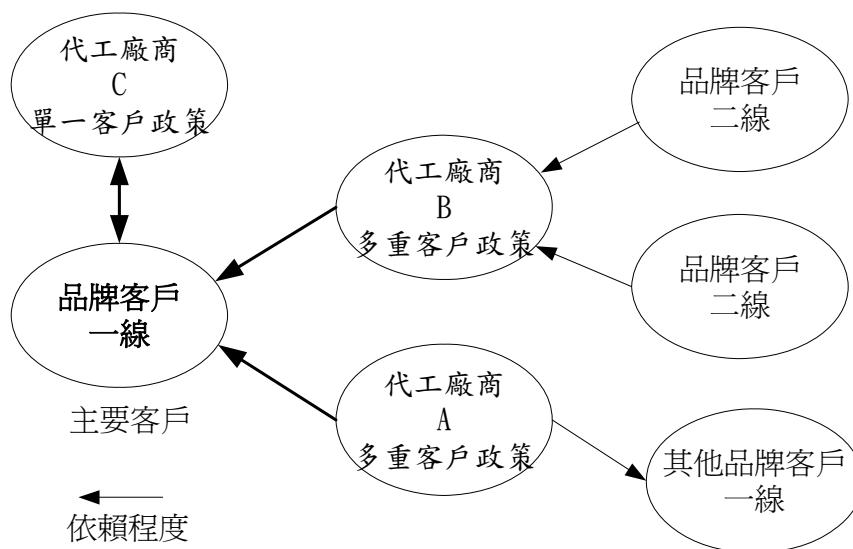 代工廠商
C
單一客戶政策
品牌客戶
二線
代工廠商
B
多重客戶政策
品牌客戶
一線
品牌客戶
二線
代工廠商
A
多重客戶政策
主要客戶
其他品牌客戶
一線
依賴程度